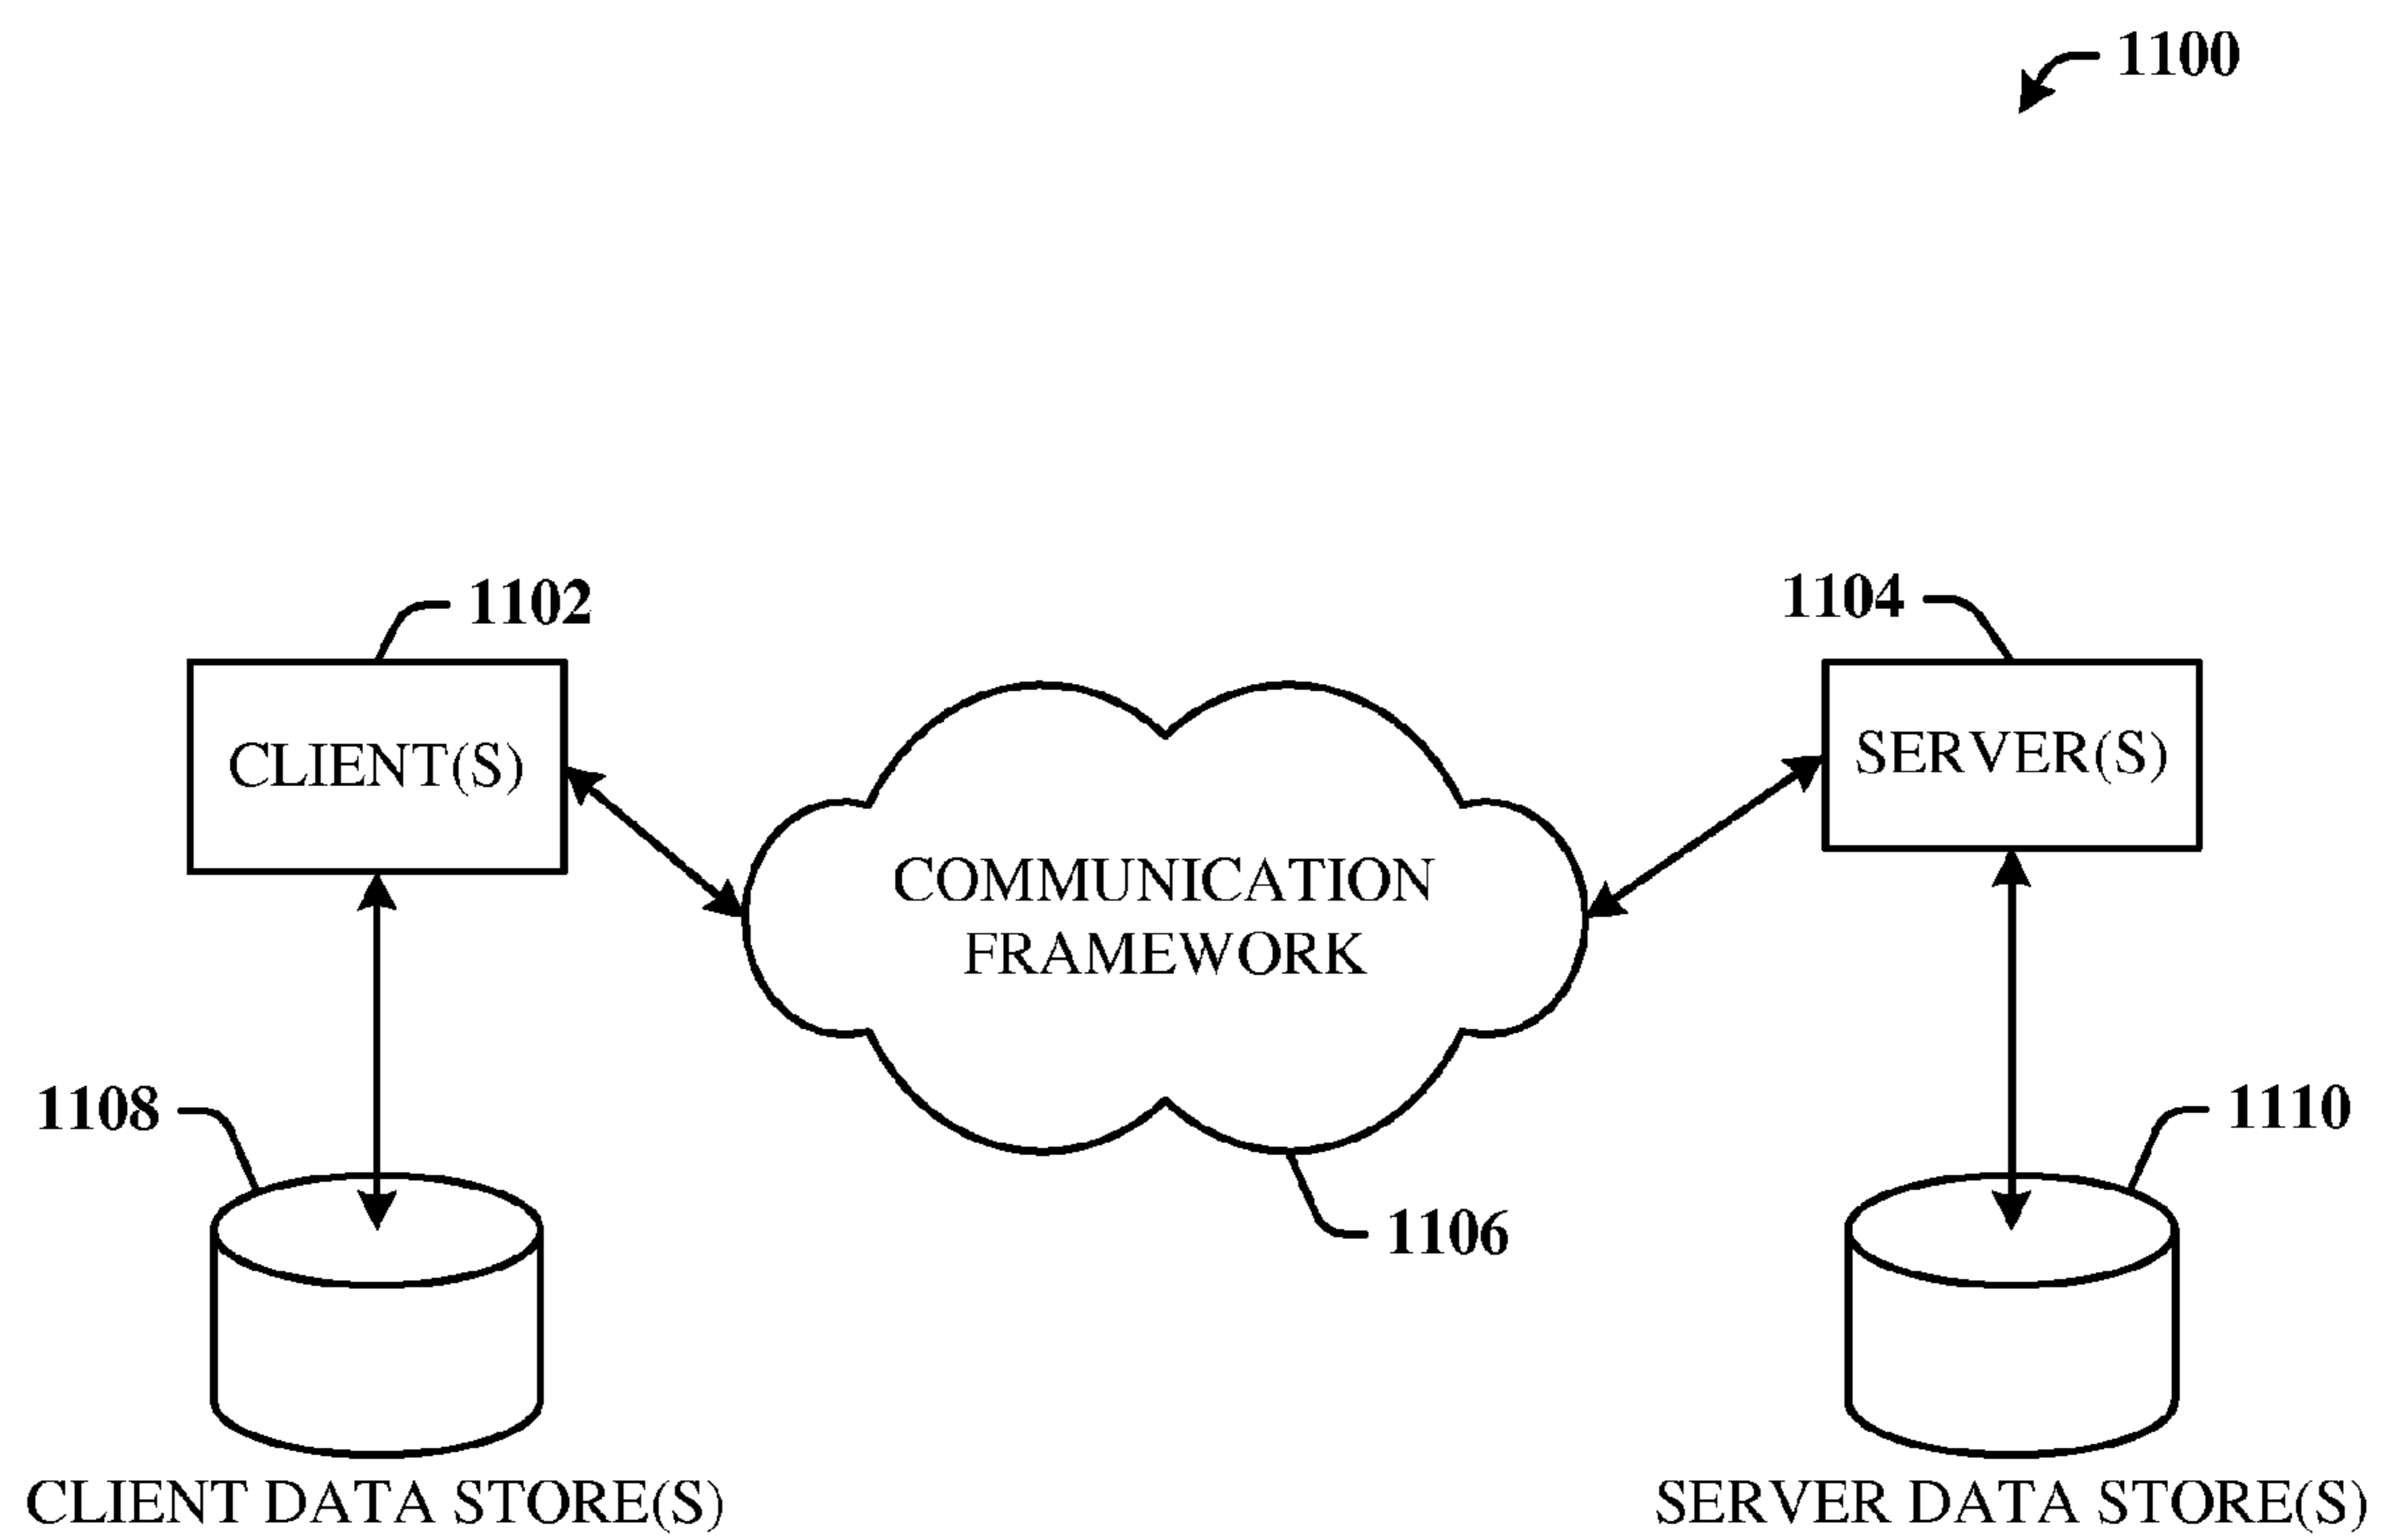 1100
1102
1104
CLIENT(S)
SERVER(S)
COMMUNICATION
FRAMEWORK
1108
1110
1106
CLIENT DATA STORE(S)
SERVER DATA STORE(S)